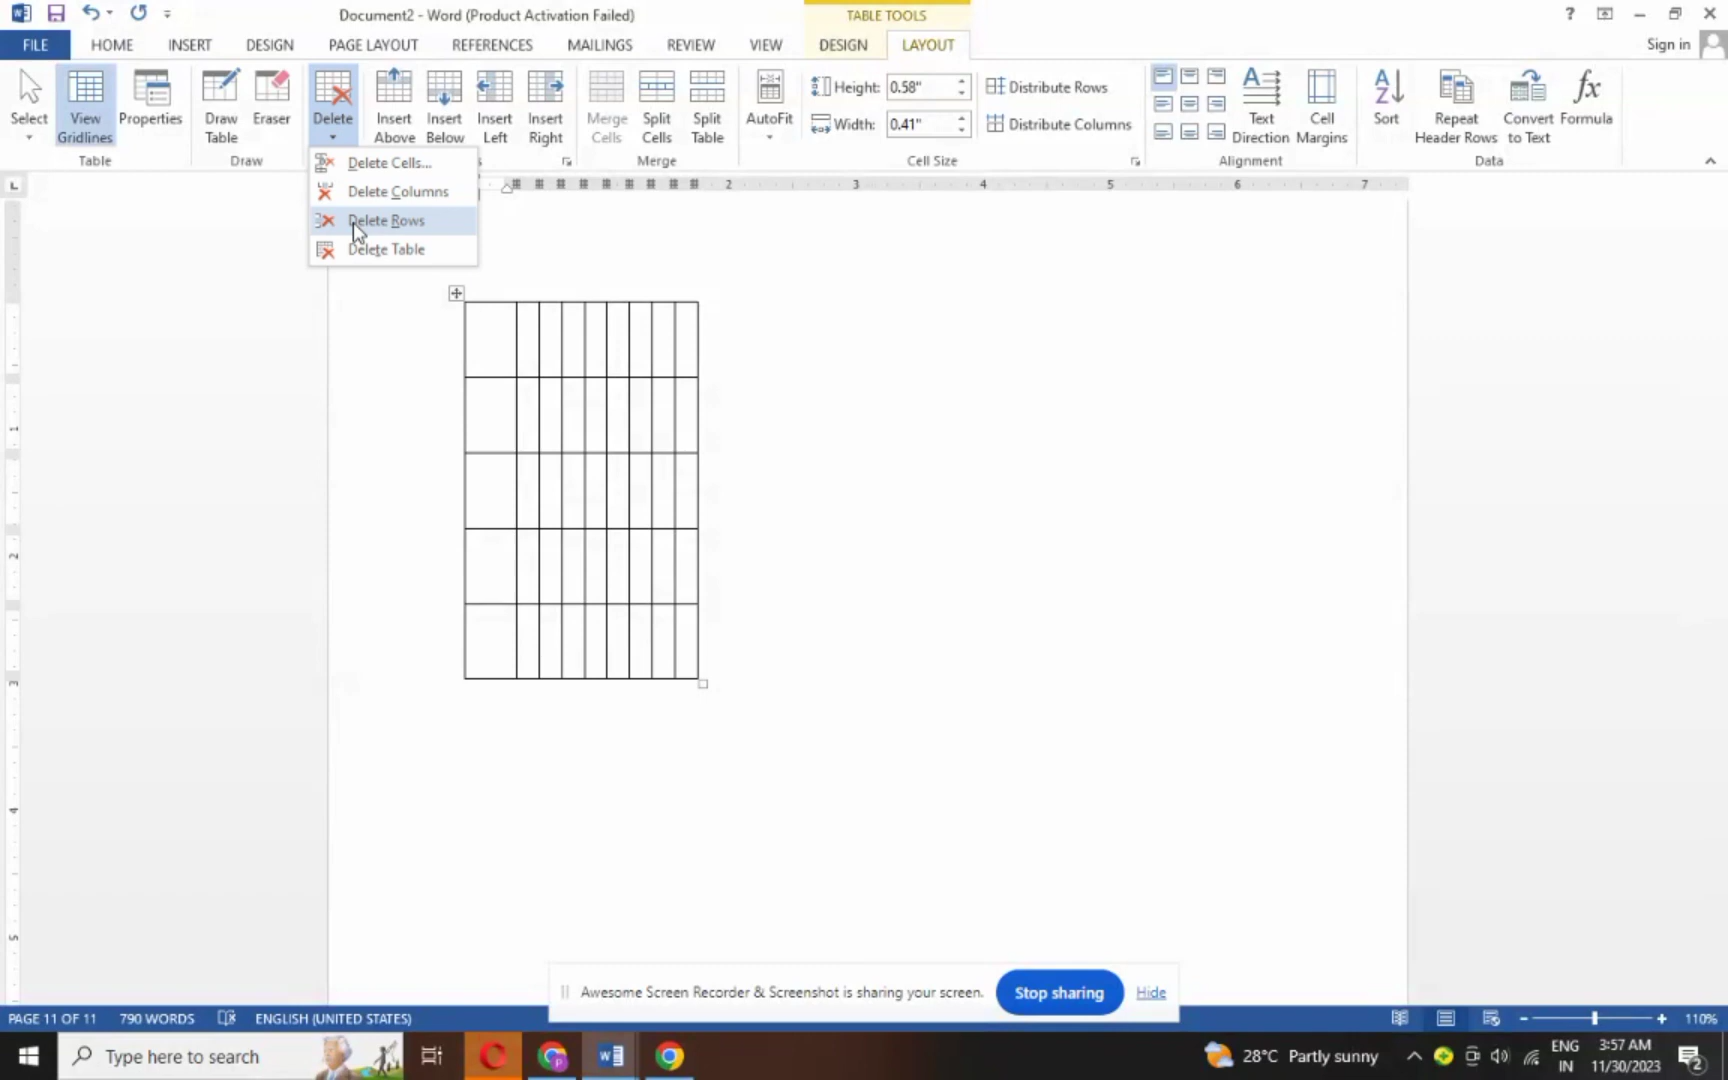 Document2 - Word (Product Activation Failed)
TABLE TOOLS
?
FILE HOME INSERT DESIGN PAGE LAYOUT REFERENCES MAILINGS REVIEW VIEW DESIGN LAYOUT Sign in
Select
View Gridlines
Properties
Table
Draw Table
Eraser
Draw
Delete
Insert Above
Insert Below
Insert Left
Insert Right
Merge Cells
Split Cells
Split Table
Merge
AutoFit
Height: 0.58"
Width: 0.41"
Distribute Rows
Distribute Columns
Cell Size
Text Direction
Cell Margins
Alignment
Sort
Repeat Header Rows
Convert to Text
Formula
Data
Delete Cells...
Delete Columns
Delete Rows
Delete Table
2 3 4 5 6 7
1
2
3
4
5
Awesome Screen Recorder & Screenshot is sharing your screen. Stop sharing Hide
PAGE 11 OF 11 790 WORDS ENGLISH (UNITED STATES) 110%
Type here to search
28°C Partly sunny
ENG IN
3:57 AM
11/30/2023
2